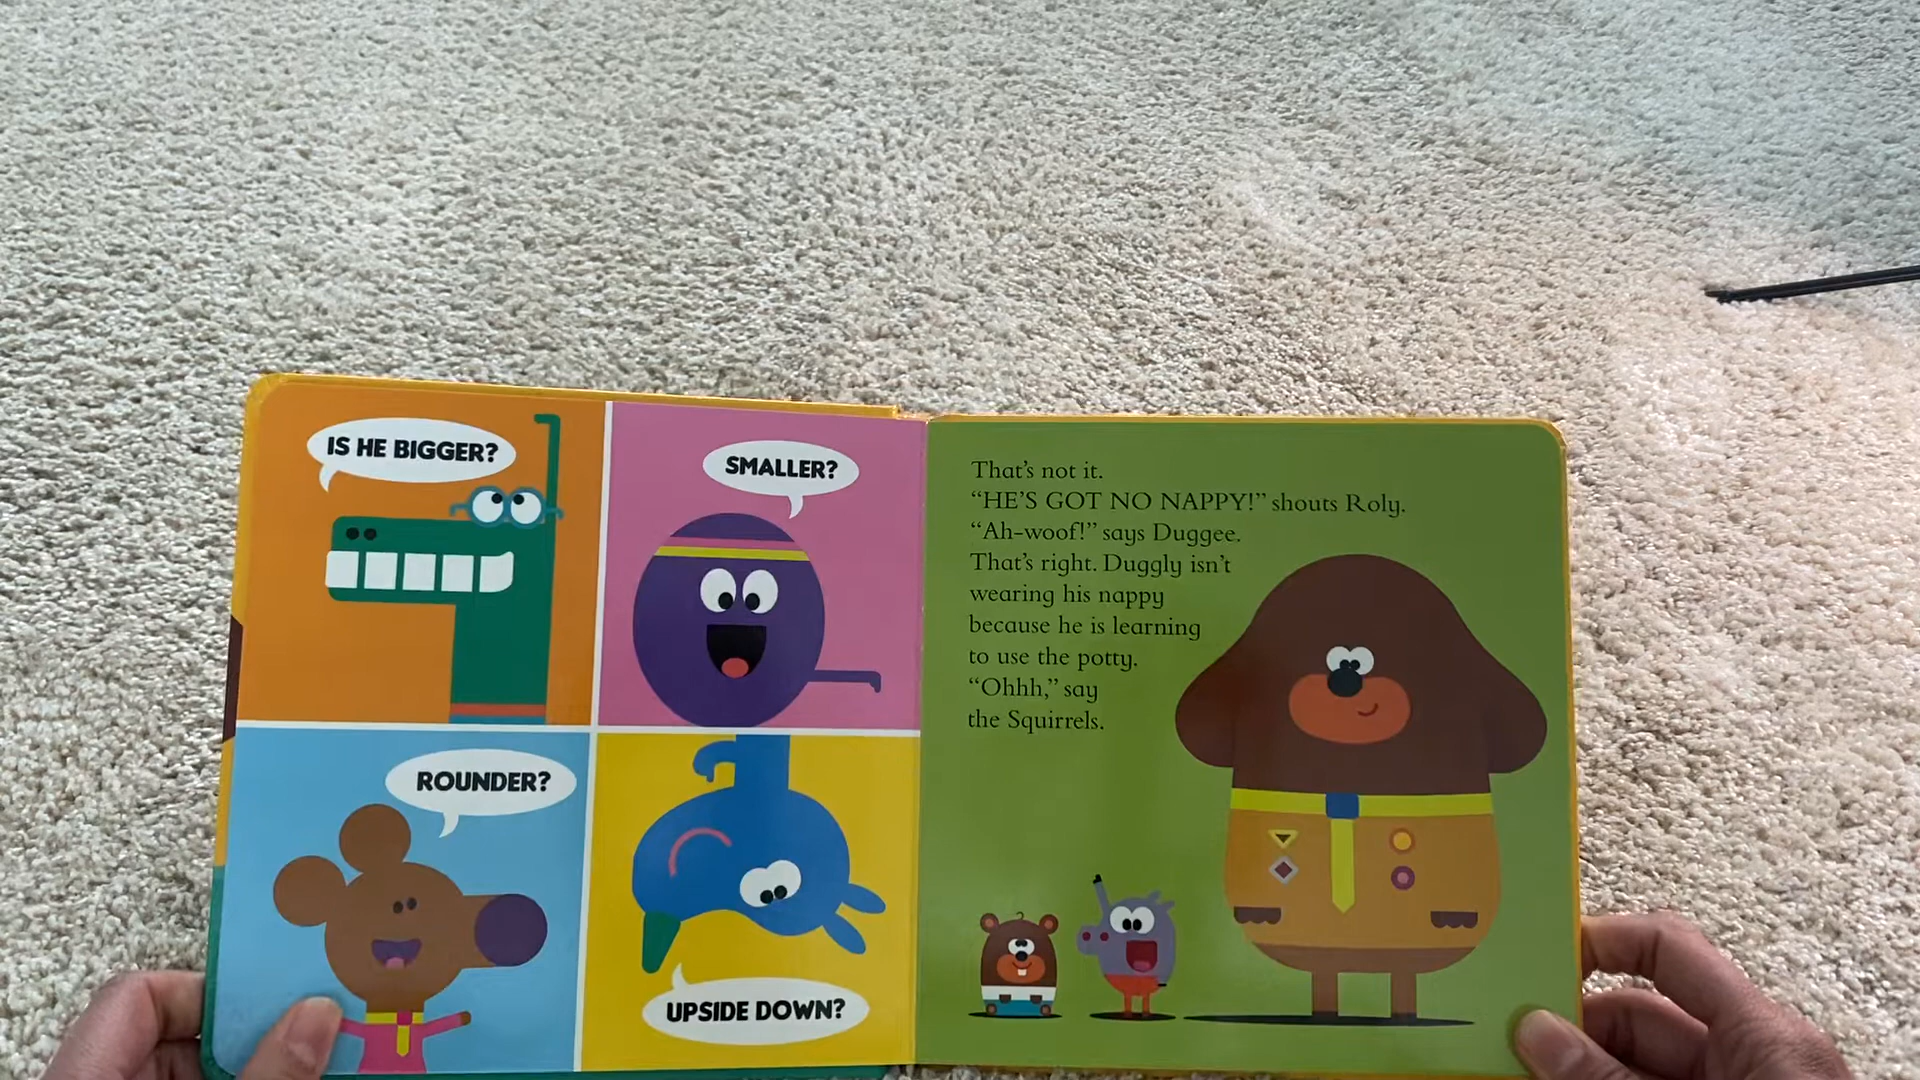 IS HE BIGGER?
SMALLER?
ROUNDER?
UPSIDE DOWN?
That's not it.
“HE'S GOT NO NAPPY!” shouts Roly.
“Ah-woof!” says Duggee.
That's right. Duggly isn't
wearing his nappy
because he is learning
to use the potty.
“Ohhh,” say
the Squirrels.